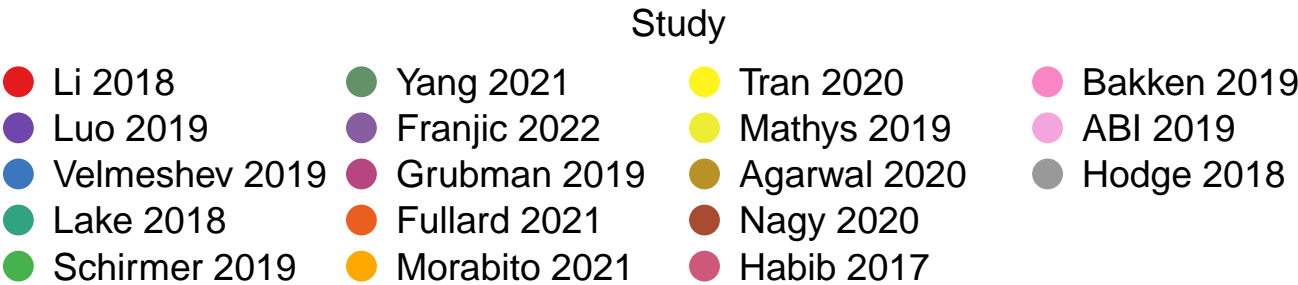 Study
Li 2018
Luo 2019
Velmeshev 2019
Lake 2018
Schirmer 2019
Yang 2021
Franjic 2022
Grubman 2019
Fullard 2021
Morabito 2021
Tran 2020
Mathys 2019
Agarwal 2020
Nagy 2020
Habib 2017
Bakken 2019
ABI 2019
Hodge 2018